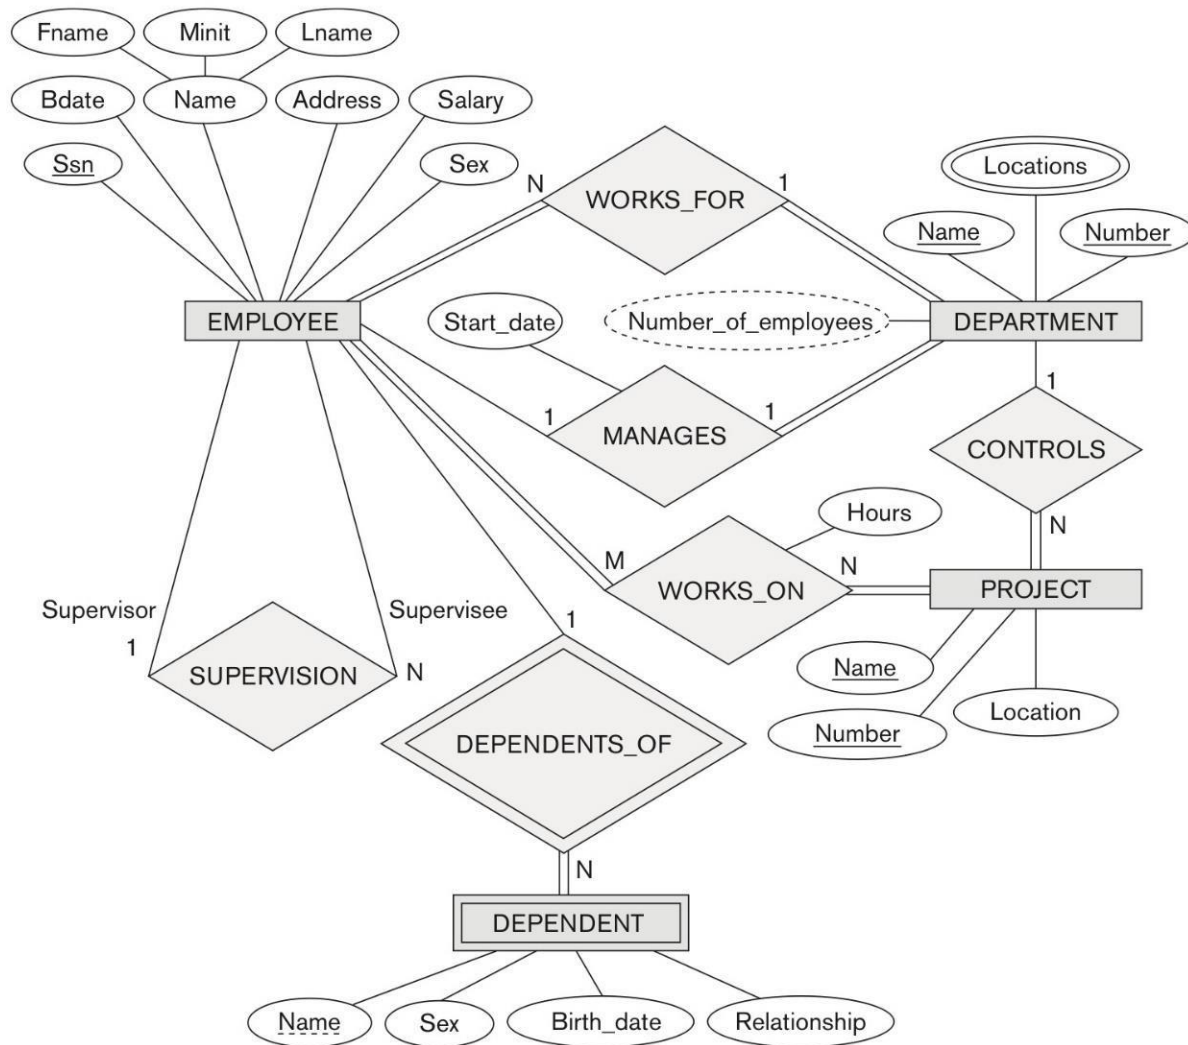 Fname
Minit
Lname
Bdate
Name
Address
Salary
Ssn
Sex
Locations
Name
Number
N
WORKS_FOR
1
EMPLOYEE
Start_date
Number_of_employees
DEPARTMENT
1
MANAGES
1
1
CONTROLS
N
Hours
M
WORKS_ON
N
PROJECT
Supervisor
1
Supervisee
N
SUPERVISION
1
Name
Number
Location
DEPENDENTS_OF
N
DEPENDENT
Name
Sex
Birth_date
Relationship